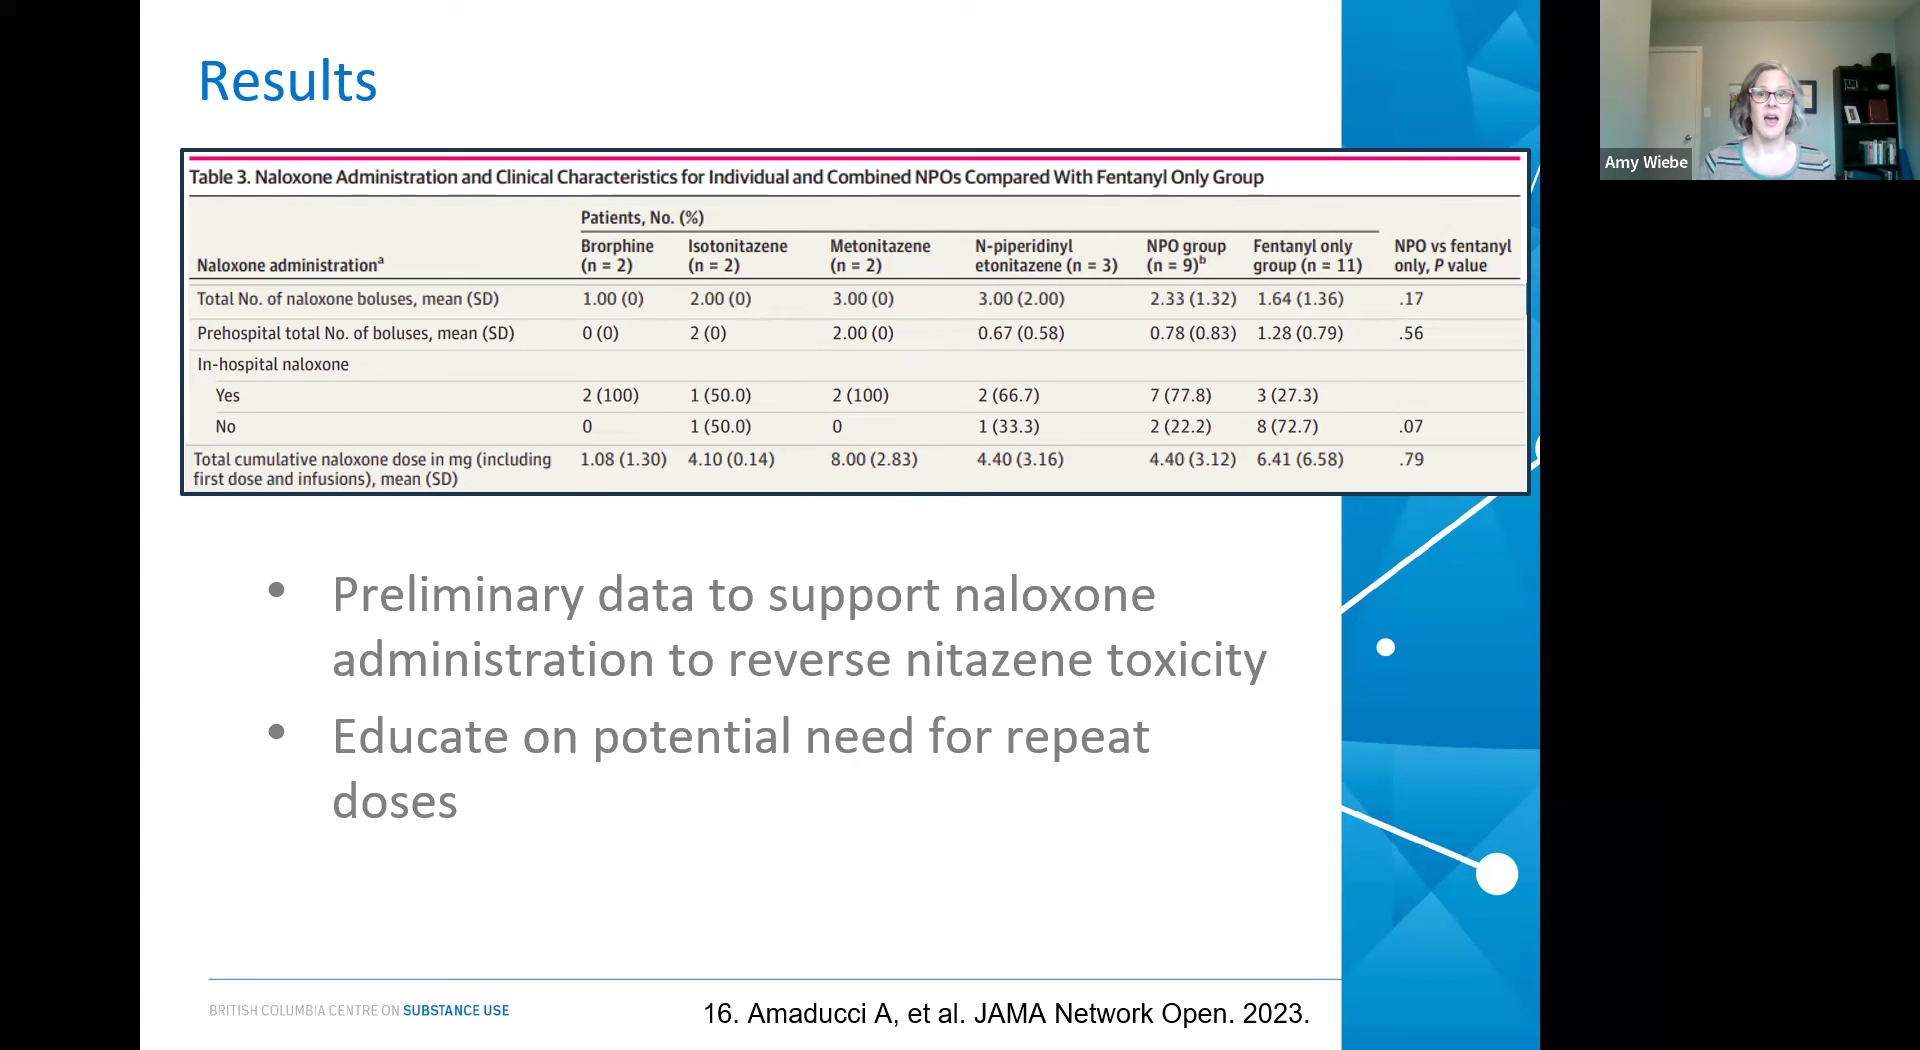 Results
Table 3. Naloxone Administration and Clinical Characteristics for Individual and Combined NPOs Compared With Fentanyl Only Group
Patients, No. (%)
Naloxone administrationa Brorphine (n = 2) Isotonitazene (n = 2) Metonitazene (n = 2) N-piperidinyl etonitazene (n = 3) NPO group (n = 9)b Fentanyl only group (n = 11) NPO vs fentanyl only, P value
Total No. of naloxone boluses, mean (SD) 1.00 (0) 2.00 (0) 3.00 (0) 3.00 (2.00) 2.33 (1.32) 1.64 (1.36) .17
Prehospital total No. of boluses, mean (SD) 0 (0) 2 (0) 2.00 (0) 0.67 (0.58) 0.78 (0.83) 1.28 (0.79) .56
In-hospital naloxone
Yes 2 (100) 1 (50.0) 2 (100) 2 (66.7) 7 (77.8) 3 (27.3)
No 0 1 (50.0) 0 1 (33.3) 2 (22.2) 8 (72.7) .07
Total cumulative naloxone dose in mg (including first dose and infusions), mean (SD) 1.08 (1.30) 4.10 (0.14) 8.00 (2.83) 4.40 (3.16) 4.40 (3.12) 6.41 (6.58) .79
• Preliminary data to support naloxone
administration to reverse nitazene toxicity
• Educate on potential need for repeat
doses
BRITISH COLUMBIA CENTRE ON SUBSTANCE USE
16. Amaducci A, et al. JAMA Network Open. 2023.
Amy Wiebe